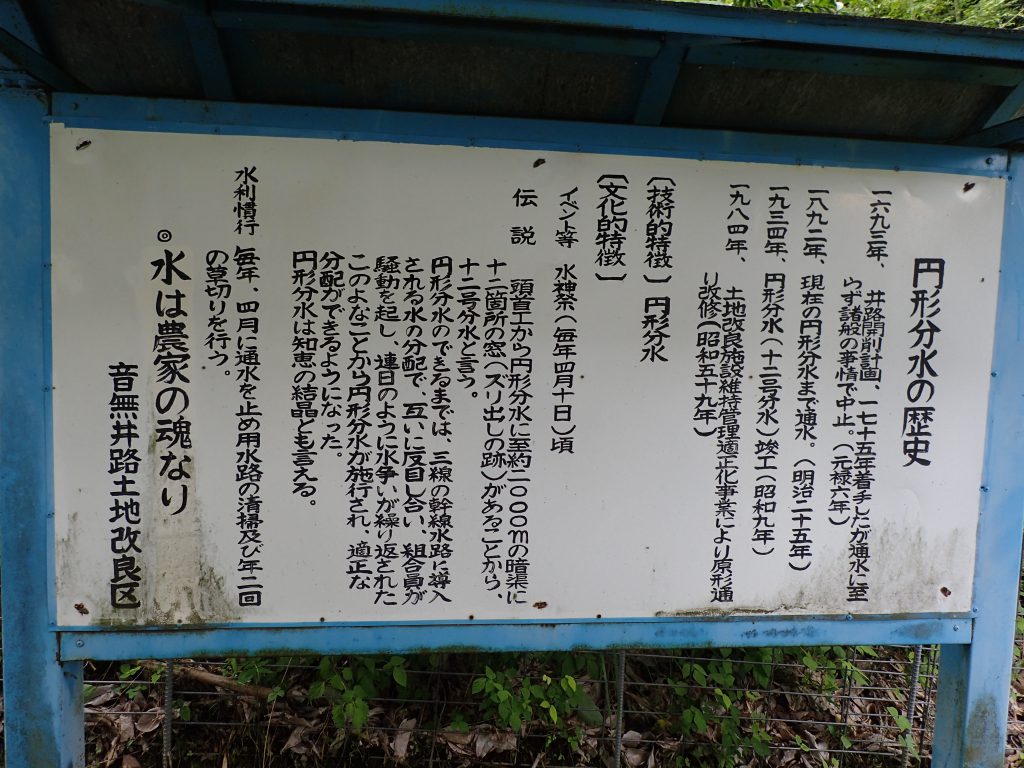 円形分水の歴史
一六九三年、井路開削計画、一七十五年着手したが通水に至
らず諸般の事情で中止。(元禄六年)
一八九二年、現在の円形分水まで通水。(明治二十五年)
一九三四年、円形分水(十二号分水)竣工(昭和九年)
一九八四年、土地改良施設維持管理適正化事業により原形通
り改修(昭和五十九年)
〔技術的特徴〕円形分水
〔文化的特徴〕
イベント等 水神祭(毎年四月十日)頃
伝説 頭首工から円形分水に至約二〇〇〇mの暗渠に
十二箇所の窓(ズリ出しの跡)があることから、
十二号分水と言う。
円形分水のできるまでは、三線の幹線水路に導入
される水の分配で、互いに反目し合い、組合員が
騒動を起し、連日のように水争いが繰り返された
このよなことから円形分水が施行され、適正な
分配ができるようになった。
円形分水は知恵の結晶とも言える。
水利慣行 毎年、四月に通水を止め用水路の清掃及び年二回
の草切りを行う。
◎水は農家の魂なり
音無井路土地改良区